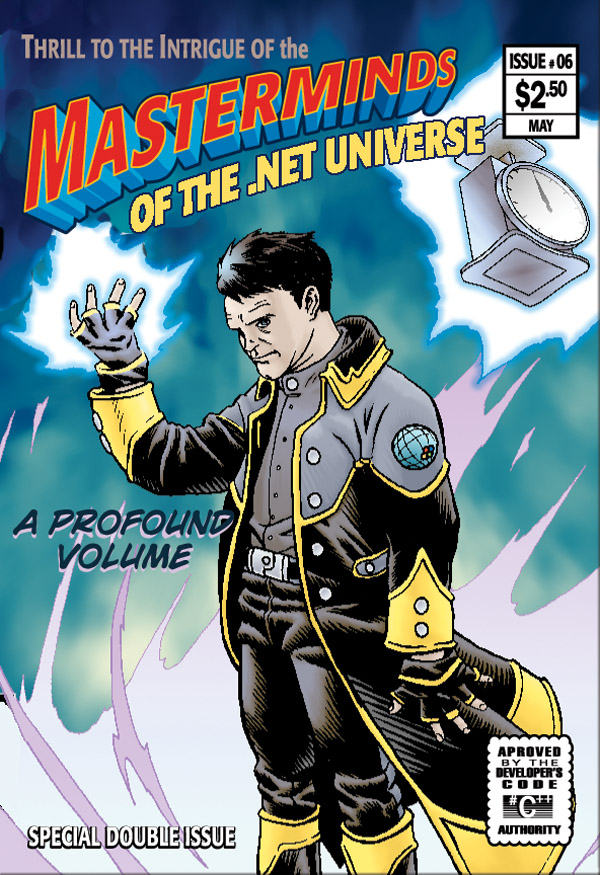 THRILL TO THE INTRIGUE OF the
MASTERMINDS
OF THE .NET UNIVERSE
ISSUE # 06
$2.50
MAY
A PROFOUND
VOLUME
SPECIAL DOUBLE ISSUE
APROVED
BY THE
DEVELOPER'S
CODE
#C#
AUTHORITY